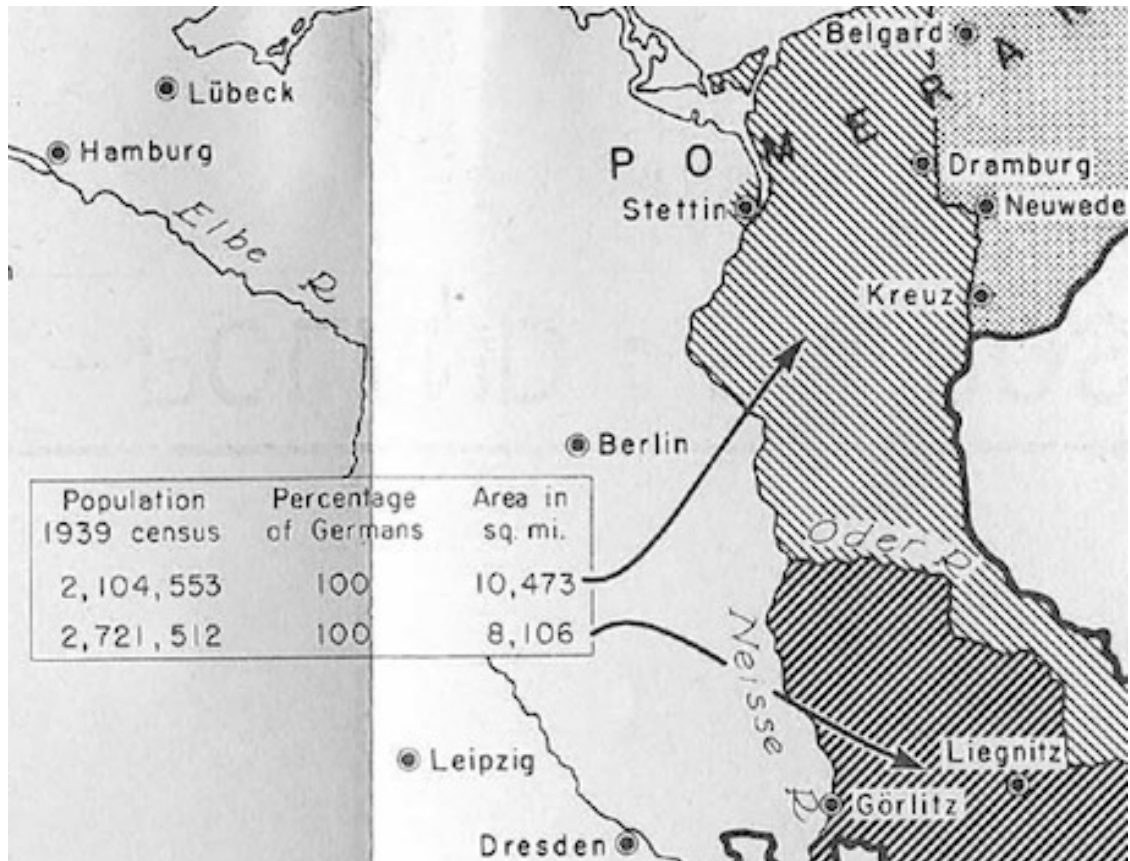 Belgard
Lübeck
Hamburg
P O M E R A N
Dramburg
Stettin
Neuwede
Elbe R
Kreuz
Berlin
Population Percentage Area in
1939 census of Germans sq. mi.
2,104,553 100 10,473
2,721,512 100 8,106
Oder R
Neisse R
Leipzig
Liegnitz
Görlitz
Dresden